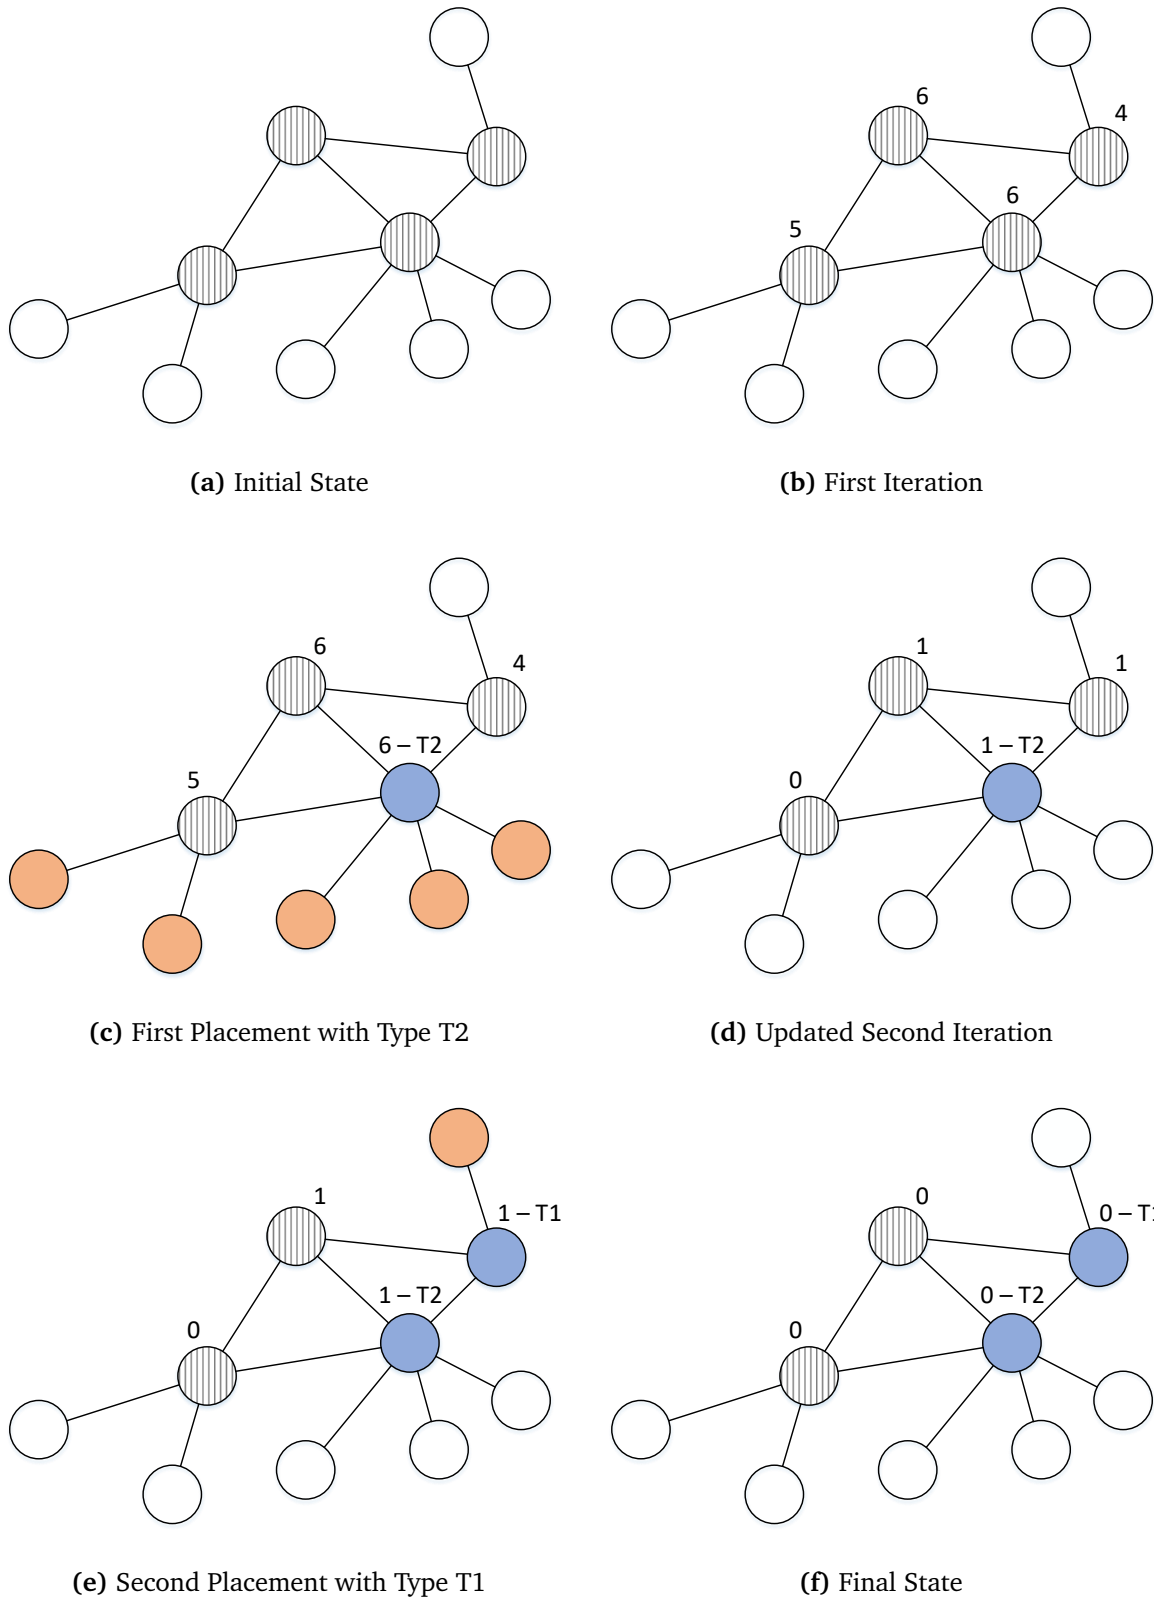 6
4
6
5
(a) Initial State
(b) First Iteration
6
4
6 – T2
5
1
1
1 – T2
0
(c) First Placement with Type T2
(d) Updated Second Iteration
1
1 – T1
1 – T2
0
0
0 – T
0 – T2
0
(e) Second Placement with Type T1
(f) Final State